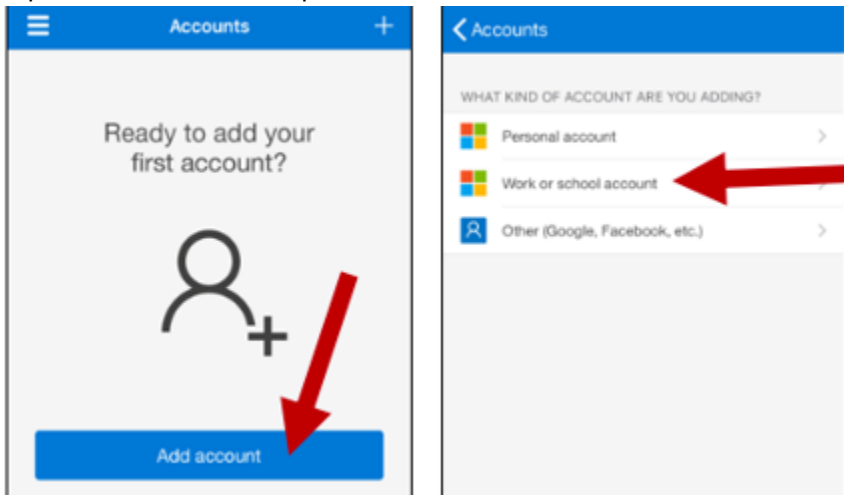 Accounts
Ready to add your
first account?
Add account
Accounts
WHAT KIND OF ACCOUNT ARE YOU ADDING?
Personal account
Work or school account
Other (Google, Facebook, etc.)